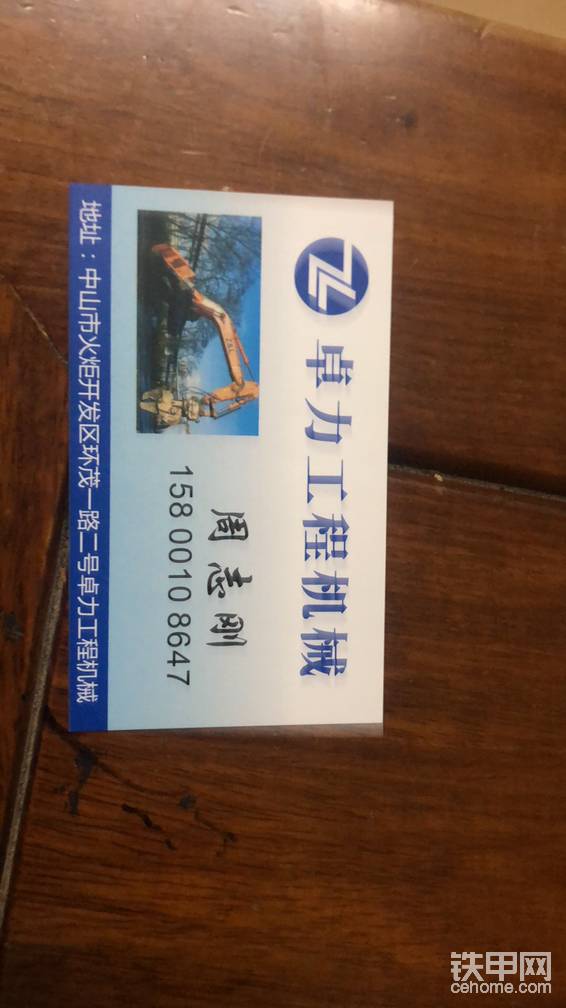 卓力工程机械
周志刚
158 0010 8647
地址：中山市火炬开发区环茂一路二号卓力工程机械
铁甲网
cehome.com